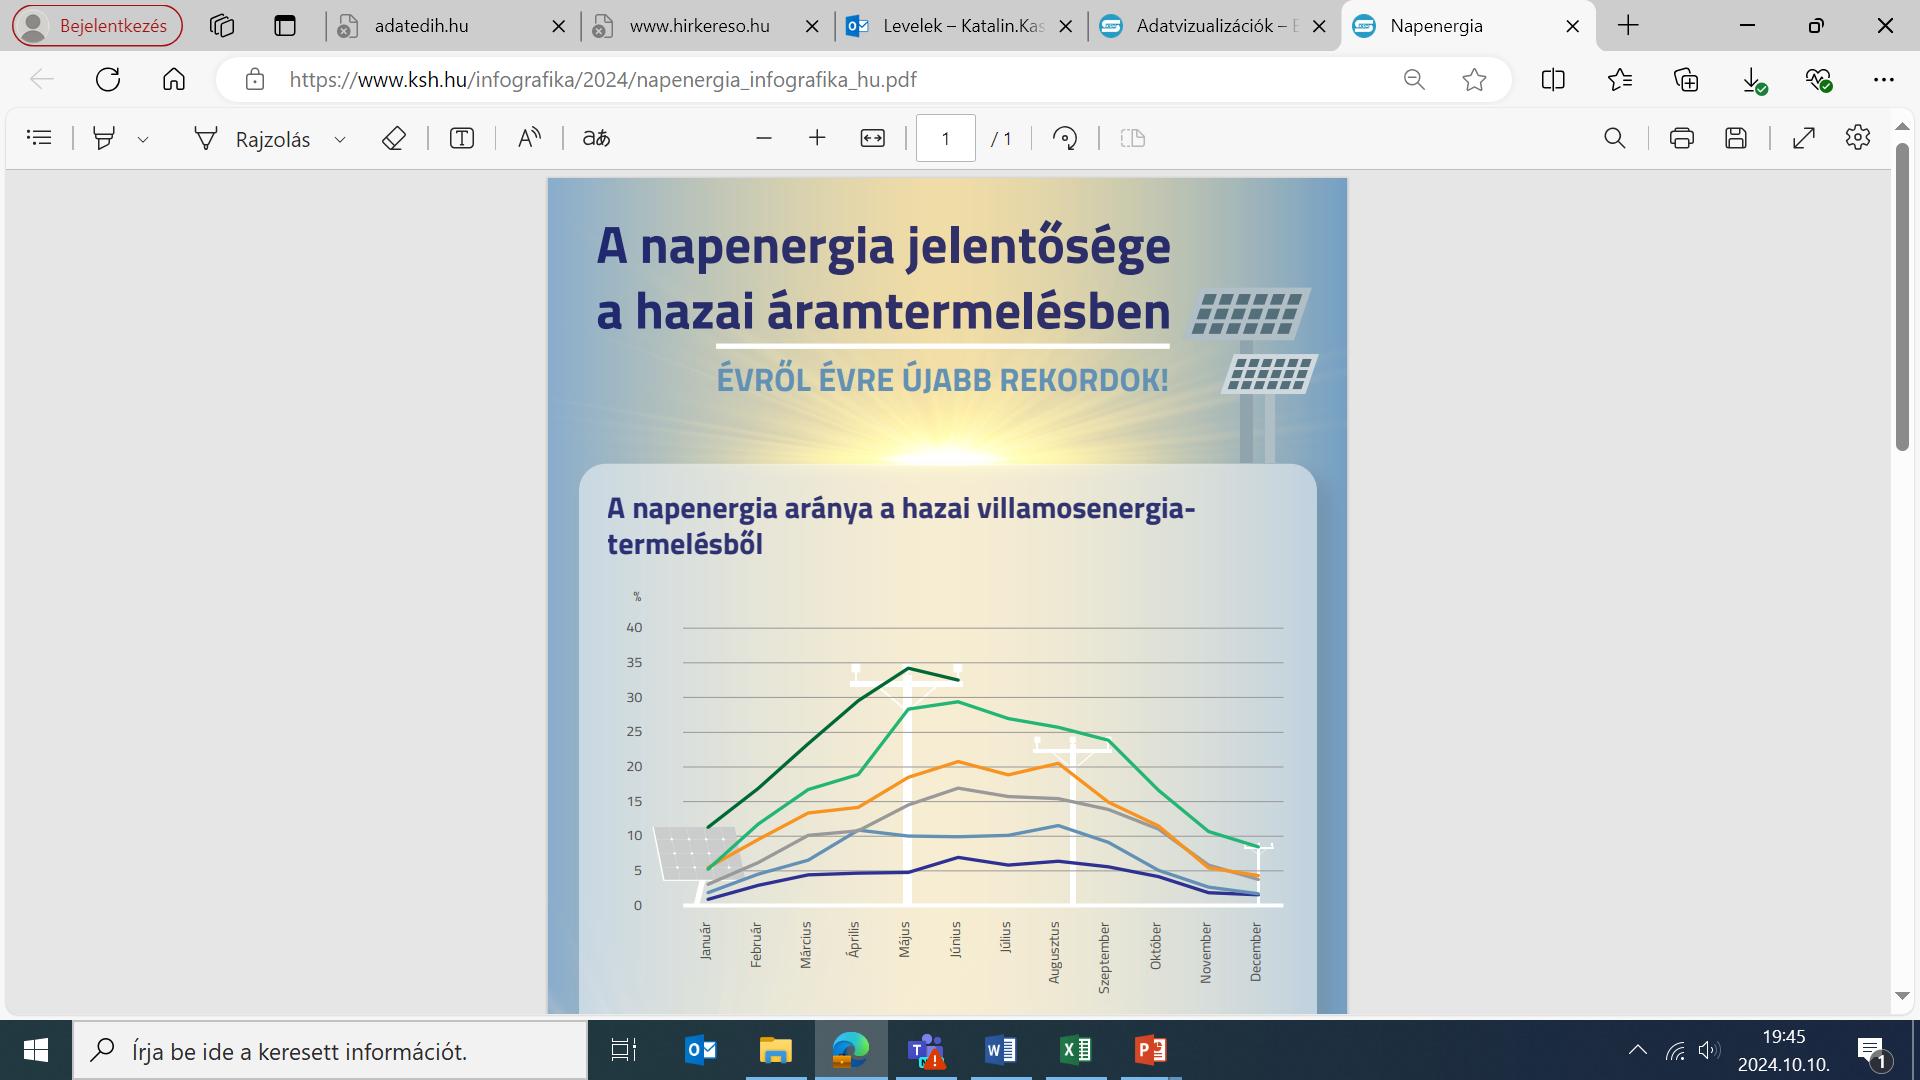 Bejelentkezés
adatedih.hu
www.hirkereso.hu
Levelek – Katalin.Kas
Adatvizualizációk –
Napenergia
https://www.ksh.hu/infografika/2024/napenergia_infografika_hu.pdf
Rajzolás
1 / 1
A napenergia jelentősége
a hazai áramtermelésben
ÉVRŐL ÉVRE ÚJABB REKORDOK!
A napenergia aránya a hazai villamosenergia-
termelésből
%
40
35
30
25
20
15
10
5
0
Január
Február
Március
Április
Május
Június
Július
Augusztus
Szeptember
Október
November
December
Írja be ide a keresett információt.
19:45
2024.10.10.
1